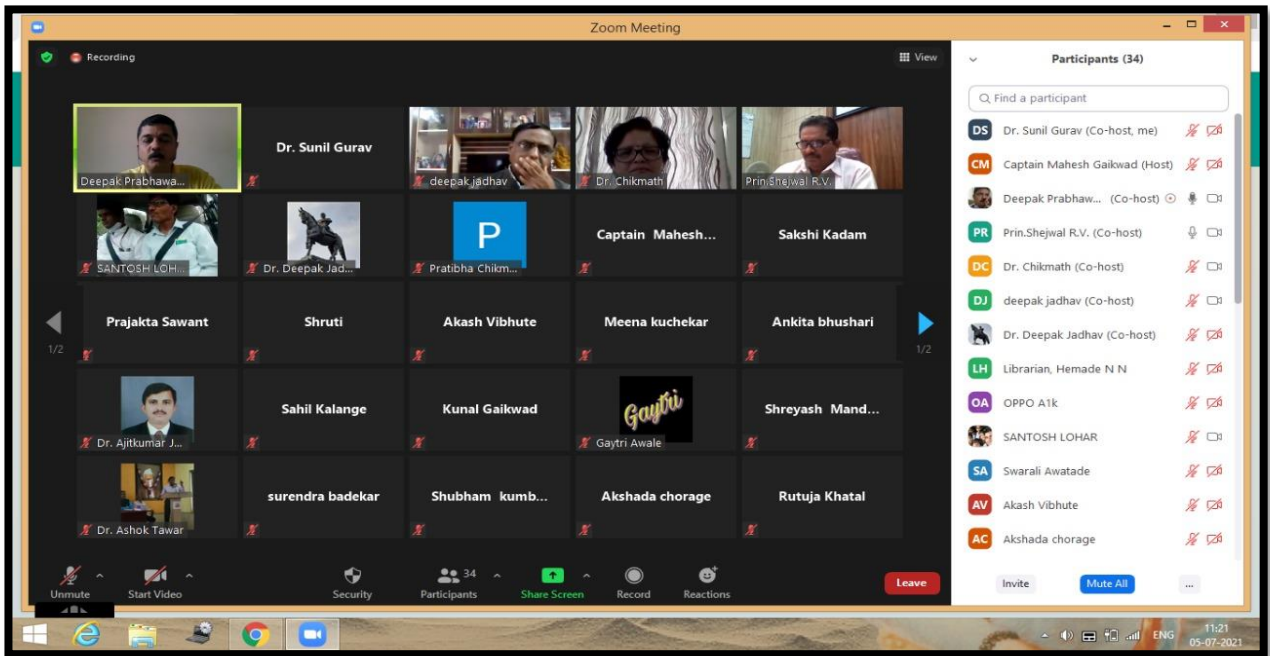 Zoom Meeting
Recording
View
Deepak Prabhawa...
Dr. Sunil Gurav
deepak jadhav
Dr. Chikmath
Prin.Shejwal R.V.
SANTOSH LOH...
Dr. Deepak Jad...
P
Pratibha Chikm...
Captain Mahesh...
Sakshi Kadam
Prajakta Sawant
Shruti
Akash Vibhute
Meena kuchekar
Ankita bhushari
1/2
1/2
Dr. Ajitkumar J...
Sahil Kalange
Kunal Gaikwad
Gaytri
Gaytri Awale
Shreyash Mand...
Dr. Ashok Tawar
surendra badekar
Shubham kumb...
Akshada chorage
Rutuja Khatal
Unmute
Start Video
Security
34
Participants
Share Screen
Record
Reactions
Leave
Participants (34)
Find a participant
DS Dr. Sunil Gurav (Co-host, me)
CM Captain Mahesh Gaikwad (Host)
Deepak Prabhaw... (Co-host)
PR Prin.Shejwal R.V. (Co-host)
DC Dr. Chikmath (Co-host)
DJ deepak jadhav (Co-host)
Dr. Deepak Jadhav (Co-host)
LH Librarian, Hemade N N
OA OPPO A1k
SANTOSH LOHAR
SA Swarali Awatade
AV Akash Vibhute
AC Akshada chorage
Invite
Mute All
...
ENG
11:21
05-07-2021